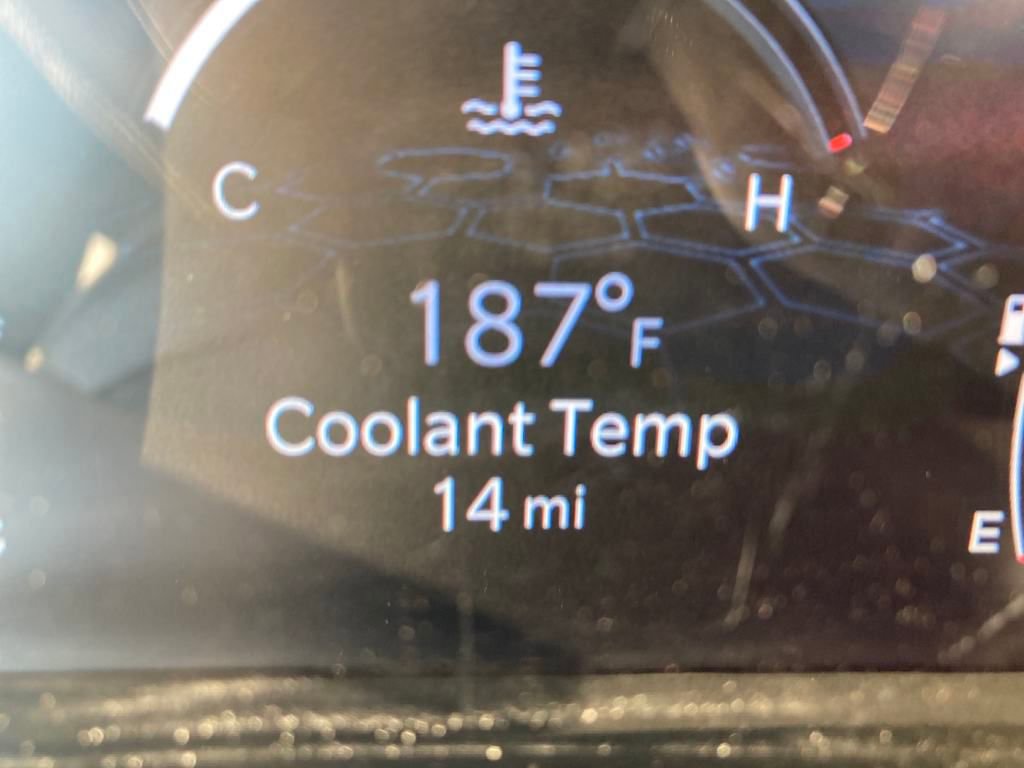 C H
187°F
Coolant Temp
14 mi
E